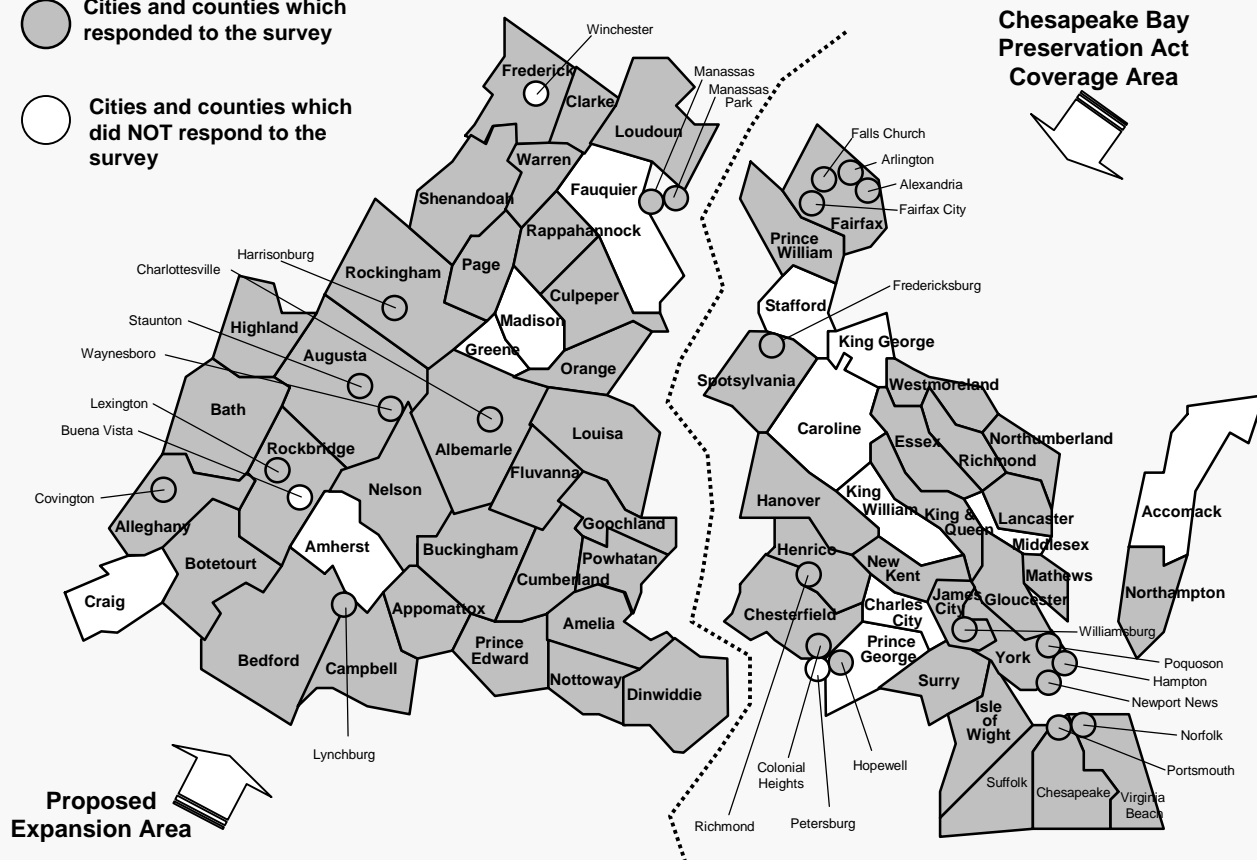 Cities and counties which
responded to the survey
Cities and counties which
did NOT respond to the
survey
Chesapeake Bay
Preservation Act
Coverage Area
Winchester
Frederick
Clarke
Manassas
Manassas
Park
Loudoun
Warren
Fauquier
Shenandoah
Rappahannock
Harrisonburg
Charlottesville
Rockingham
Page
Culpeper
Staunton
Highland
Madison
Waynesboro
Augusta
Greene
Orange
Lexington
Bath
Buena Vista
Rockbridge
Albemarle
Louisa
Fluvanna
Covington
Nelson
Alleghany
Goochland
Amherst
Buckingham
Powhatan
Botetourt
Cumberland
Craig
Appomattox
Amelia
Bedford
Campbell
Prince
Edward
Nottoway
Dinwiddie
Lynchburg
Proposed
Expansion Area
Falls Church
Arlington
Alexandria
Fairfax City
Fairfax
Prince
William
Stafford
Fredericksburg
King George
Spotsylvania
Westmoreland
Caroline
Essex
Northumberland
Richmond
Hanover
King
William
King &
Queen
Lancaster
Accomack
Middlesex
Henrico
New
Kent
Mathews
James
City
Gloucester
Northampton
Chesterfield
Charles
City
Williamsburg
Prince
George
York
Poquoson
Surry
Hampton
Newport News
Isle
of
Wight
Norfolk
Colonial
Heights
Hopewell
Portsmouth
Suffolk
Chesapeake
Virginia
Beach
Richmond
Petersburg